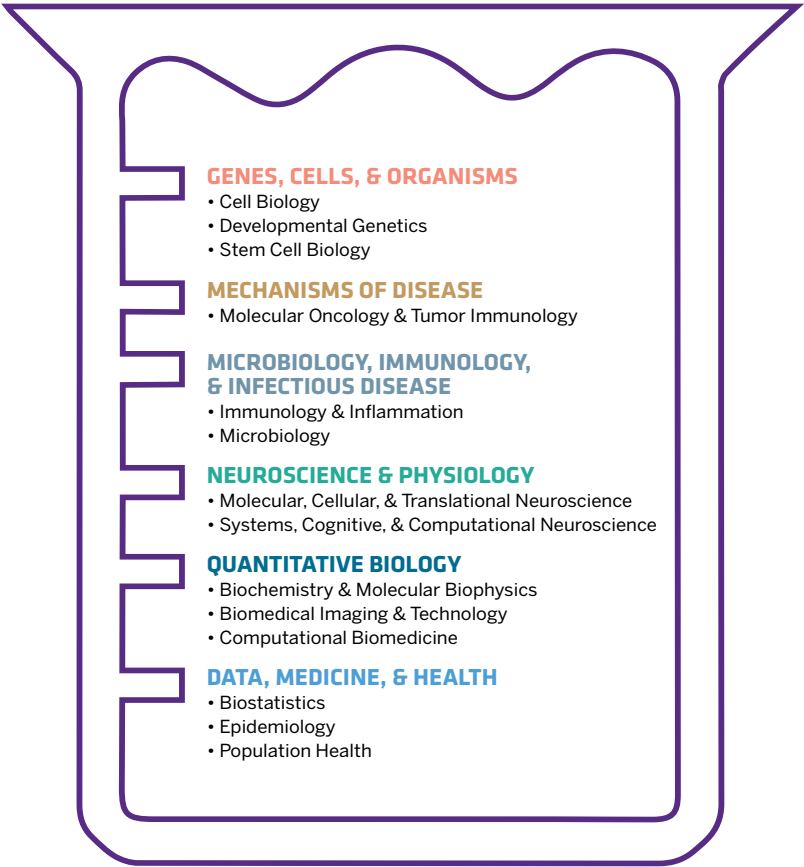 GENES, CELLS, & ORGANISMS
• Cell Biology
• Developmental Genetics
• Stem Cell Biology
MECHANISMS OF DISEASE
• Molecular Oncology & Tumor Immunology
MICROBIOLOGY, IMMUNOLOGY,
& INFECTIOUS DISEASE
• Immunology & Inflammation
• Microbiology
NEUROSCIENCE & PHYSIOLOGY
• Molecular, Cellular, & Translational Neuroscience
• Systems, Cognitive, & Computational Neuroscience
QUANTITATIVE BIOLOGY
• Biochemistry & Molecular Biophysics
• Biomedical Imaging & Technology
• Computational Biomedicine
DATA, MEDICINE, & HEALTH
• Biostatistics
• Epidemiology
• Population Health